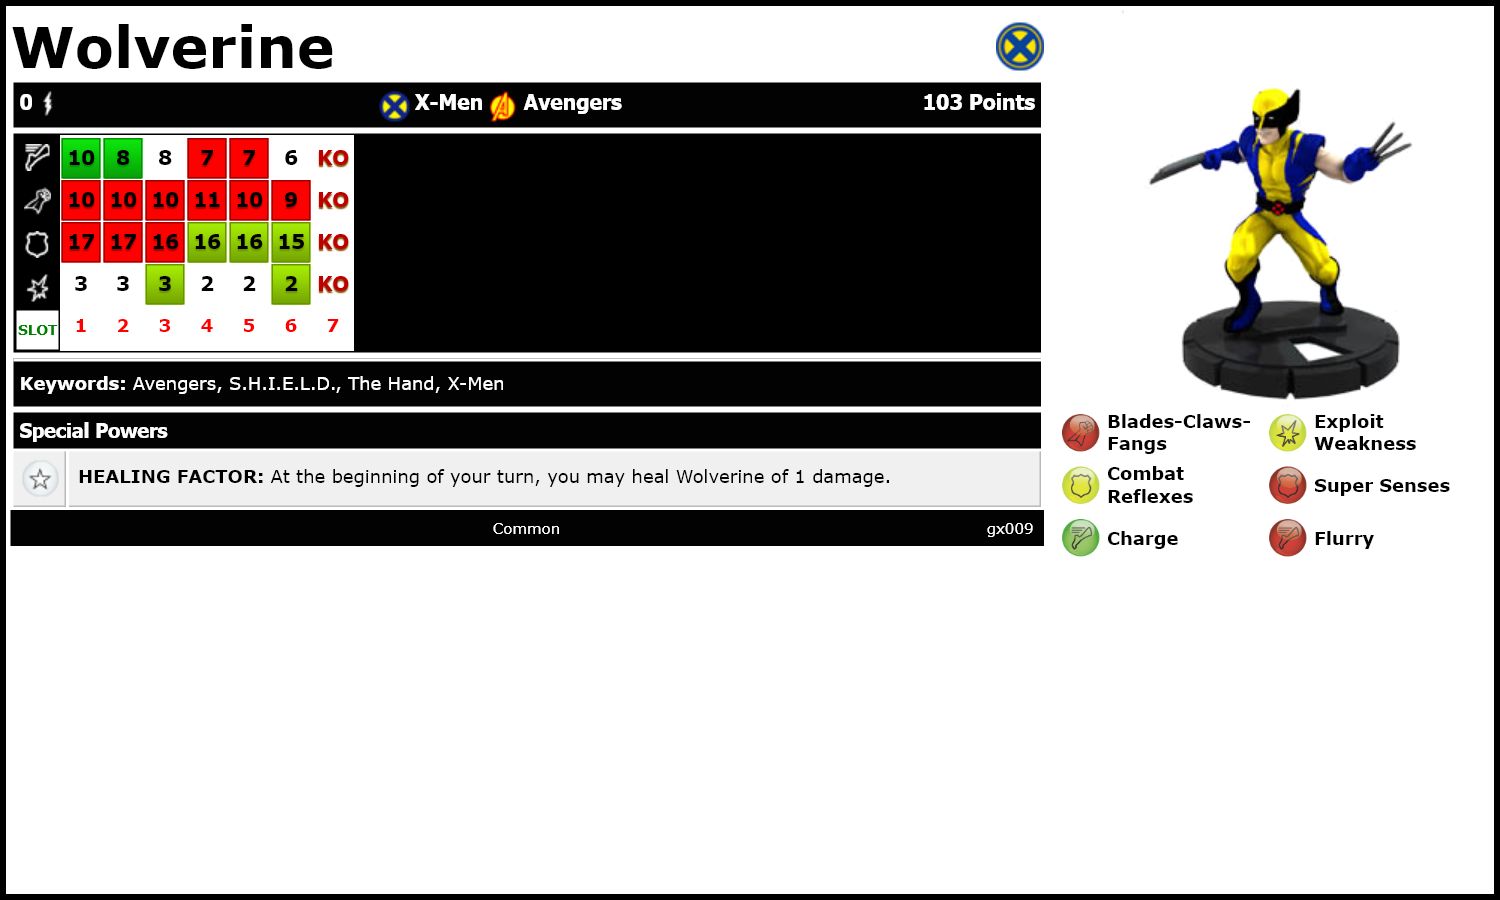 Wolverine
0 X-Men Avengers 103 Points
10 8 8 7 7 6 KO
10 10 10 11 10 9 KO
17 17 16 16 16 15 KO
3 3 3 2 2 2 KO
SLOT 1 2 3 4 5 6 7
Keywords: Avengers, S.H.I.E.L.D., The Hand, X-Men
Special Powers
HEALING FACTOR: At the beginning of your turn, you may heal Wolverine of 1 damage.
Common gx009
Blades-Claws-
Fangs
Exploit
Weakness
Combat
Reflexes
Super Senses
Charge
Flurry